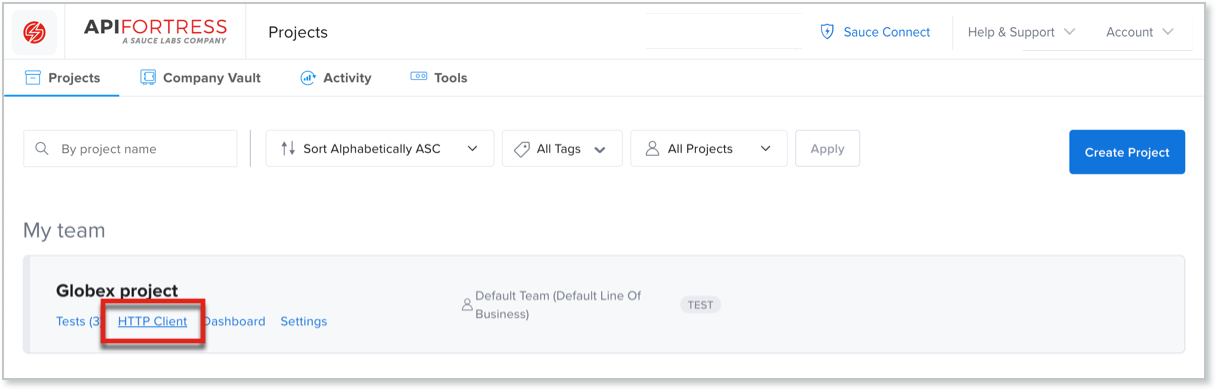 APIFORTRESS
A SAUCE LABS COMPANY
Projects
Sauce Connect
Help & Support
Account
Projects
Company Vault
Activity
Tools
By project name
Sort Alphabetically ASC
All Tags
All Projects
Apply
Create Project
My team
Globex project
Default Team (Default Line Of
Business)
TEST
Tests (3 HTTP Client Dashboard Settings